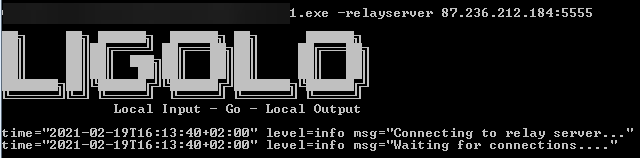 1.exe -relayserver 87.236.212.184:5555
LIGOLO
Local Input - Go - Local Output
time="2021-02-19T16:13:40+02:00" level=info msg="Connecting to relay server..."
time="2021-02-19T16:13:40+02:00" level=info msg="Waiting for connections...."